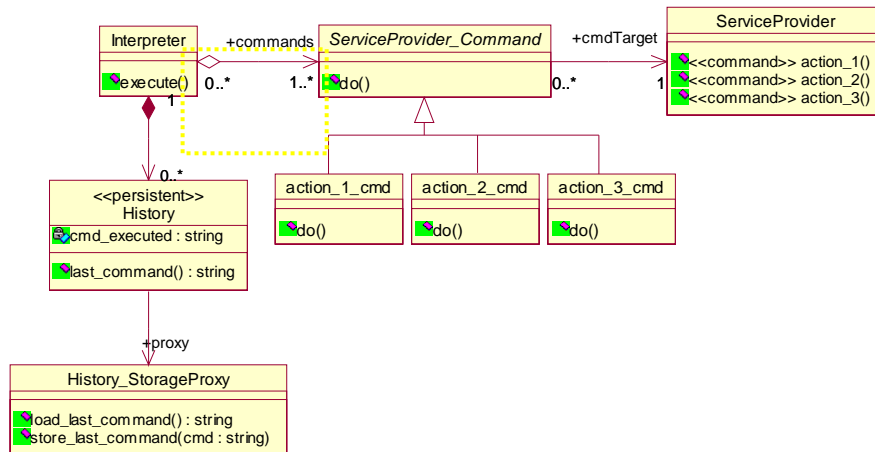 Interpreter
execute()
+commands
0..*
1..*
1
0..*
ServiceProvider_Command
do()
+cmdTarget
0..*
1
ServiceProvider
<<command>> action_1()
<<command>> action_2()
<<command>> action_3()
action_1_cmd
do()
action_2_cmd
do()
action_3_cmd
do()
<<persistent>>
History
cmd_executed : string
last_command() : string
+proxy
History_StorageProxy
load_last_command() : string
store_last_command(cmd : string)